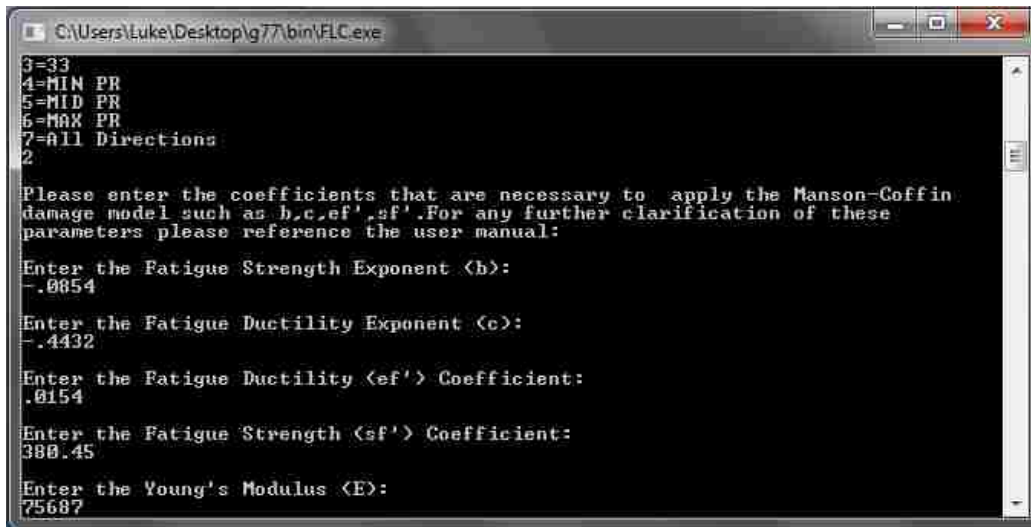 C:\Users\Luke\Desktop\g77\bin\FLC.exe
3=33
4=MIN PR
5=MID PR
6=MAX PR
7=All Directions
2
Please enter the coefficients that are necessary to  apply the Manson-Coffin
damage model such as b,c,ef',sf'.For any further clarification of these
parameters please reference the user manual:
Enter the Fatigue Strength Exponent (b):
-.0854
Enter the Fatigue Ductility Exponent (c):
-.4432
Enter the Fatigue Ductility (ef') Coefficient:
.0154
Enter the Fatigue Strength (sf') Coefficient:
380.45
Enter the Young's Modulus (E):
75687